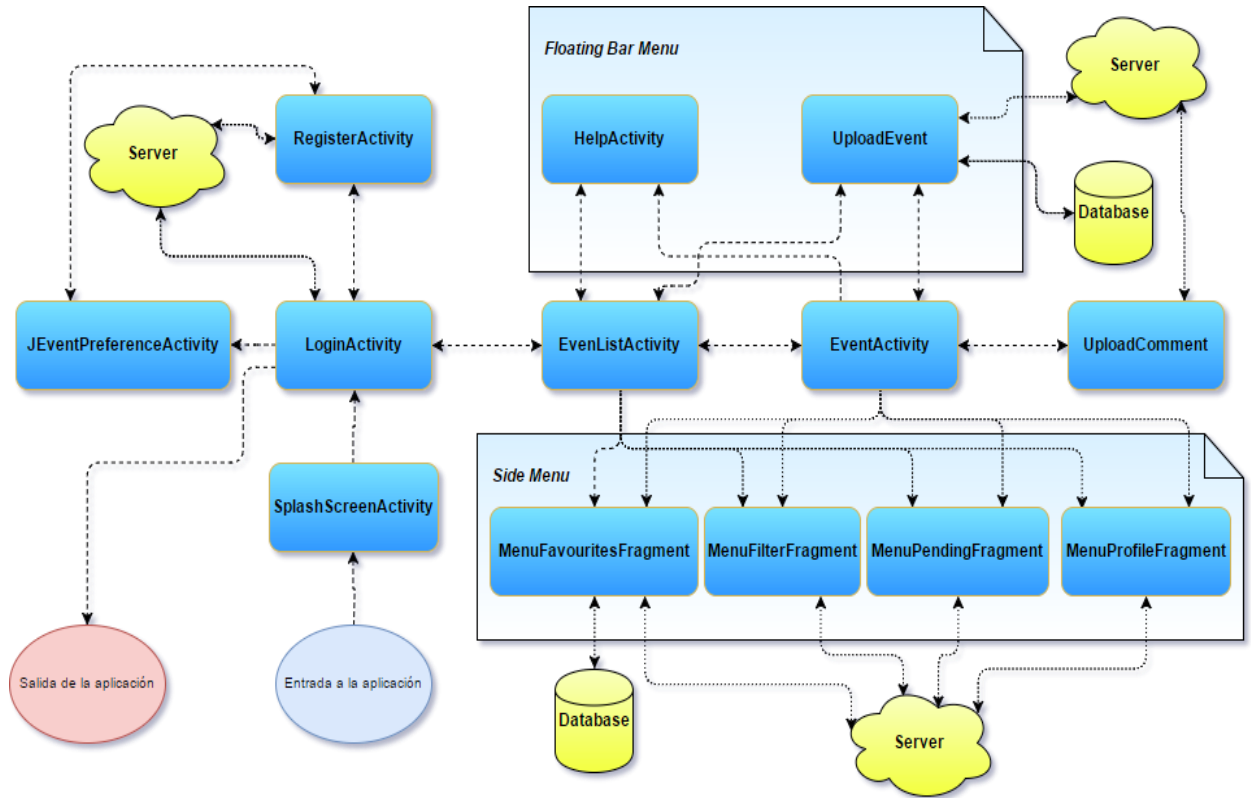 Floating Bar Menu
Server
HelpActivity
UploadEvent
RegisterActivity
Server
Database
JEventPreferenceActivity
LoginActivity
EvenListActivity
EventActivity
UploadComment
Side Menu
SplashScreenActivity
MenuFavouritesFragment
MenuFilterFragment
MenuPendingFragment
MenuProfileFragment
Salida de la aplicación
Entrada a la aplicación
Database
Server